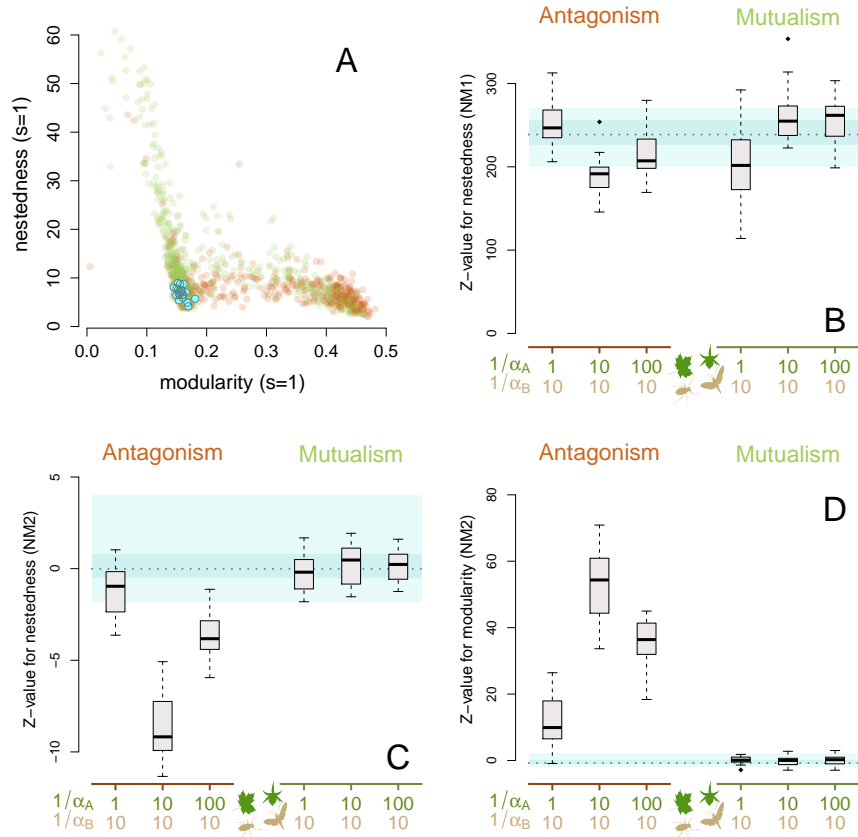 A
nestedness (s=1)
0 10 20 30 40 50 60
0.0 0.1 0.2 0.3 0.4 0.5
modularity (s=1)
Antagonism Mutualism
Z−value for nestedness (NM1)
0 100 200 300
B
1/αA 1 10 100 1 10 100
1/αB 10 10 10 10 10 10
Antagonism Mutualism
Z−value for nestedness (NM2)
−10 −5 0 5
C
1/αA 1 10 100 1 10 100
1/αB 10 10 10 10 10 10
Antagonism Mutualism
Z−value for modularity (NM2)
0 20 40 60 80
D
1/αA 1 10 100 1 10 100
1/αB 10 10 10 10 10 10